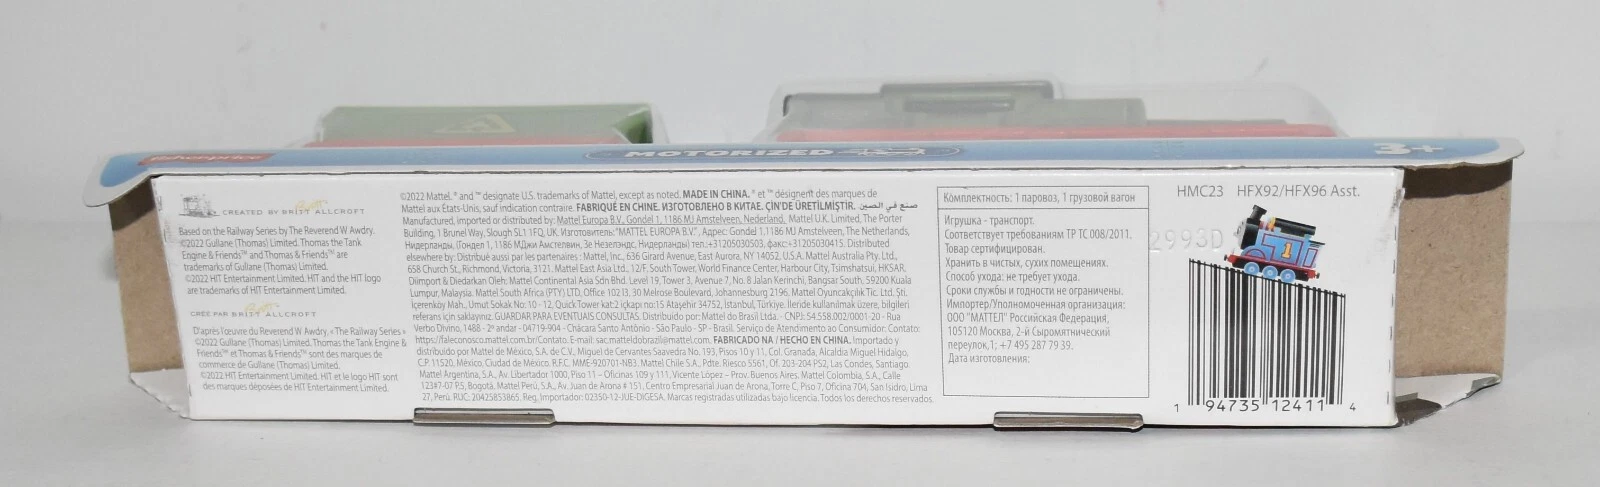 fisher-price
MOTORIZED
3+
CREATED BY BRITT ALLCROFT
Based on the Railway Series by The Reverend W Awdry.
©2022 Gullane (Thomas) Limited. Thomas the Tank
Engine & Friends™ and Thomas & Friends™ are
trademarks of Gullane (Thomas) Limited.
©2022 HIT Entertainment Limited. HIT and the HIT logo
are trademarks of HIT Entertainment Limited.
CRÉÉ PAR BRITT ALLCROFT
D'après l'œuvre du Reverend W Awdry, « The Railway Series »
©2022 Gullane (Thomas) Limited. Thomas the Tank Engine &
Friends™ et Thomas & Friends™ sont des marques de
commerce de Gullane (Thomas) Limited.
©2022 HIT Entertainment Limited. HIT et le logo HIT sont
des marques déposées de HIT Entertainment Limited.
©2022 Mattel. ® and ™ designate U.S. trademarks of Mattel, except as noted. MADE IN CHINA. ® et ™ désignent des marques de
Mattel aux États-Unis, sauf indication contraire. FABRIQUÉ EN CHINE. ИЗГОТОВЛЕНО В КИТАЕ. ÇİN'DE ÜRETİLMİŞTİR. صنع في الصين.
Manufactured, imported or distributed by: Mattel Europa B.V., Gondel 1, 1186 MJ Amstelveen, Nederland. Mattel U.K. Limited, The Porter
Building, 1 Brunel Way, Slough SL1 1FQ, UK. Изготовитель: "MATTEL EUROPA B.V.", Адрес: Gondel 1,1186 MJ Amstelveen, The Netherlands,
Нидерланды, (Гондел 1, 1186 МДжи Амстелвин, Зе Незеландс, Нидерланды) тел.:+31205030503, факс:+31205030415. Distributed
elsewhere by: Distribué aussi par les partenaires : Mattel, Inc., 636 Girard Avenue, East Aurora, NY 14052, U.S.A. Mattel Australia Pty. Ltd.,
658 Church St., Richmond, Victoria, 3121. Mattel East Asia Ltd., 12/F, South Tower, World Finance Center, Harbour City, Tsimshatsui, HKSAR.
Diimport & Diedarkan Oleh: Mattel Continental Asia Sdn Bhd. Level 19, Tower 3, Avenue 7, No. 8 Jalan Kerinchi, Bangsar South, 59200 Kuala
Lumpur, Malaysia. Mattel South Africa (PTY) LTD, Office 102 I3, 30 Melrose Boulevard, Johannesburg 2196. Mattel Oyuncakçılık Tic. Ltd. Şti.
İçerenköy Mah., Umut Sokak No: 10 - 12, Quick Tower kat:2 içkapı no:15 Ataşehir 34752, İstanbul, Türkiye. İleride kullanılmak üzere, bilgileri
referans için saklayınız. GUARDAR PARA EVENTUAIS CONSULTAS. Distribuído por: Mattel do Brasil Ltda. - CNPJ: 54.558.002/0001-20 - Rua
Verbo Divino, 1488 - 2º andar - 04719-904 - Chácara Santo Antônio - São Paulo - SP - Brasil. Serviço de Atendimento ao Consumidor: Contato:
https://faleconosco.mattel.com.br/Contato. E-mail: sac.matteldobrazil@mattel.com. FABRICADO NA / HECHO EN CHINA. Importado y
distribuido por Mattel de México, S.A. de C.V., Miguel de Cervantes Saavedra No. 193, Pisos 10 y 11, Col. Granada, Alcaldía Miguel Hidalgo,
C.P. 11520, México, Ciudad de México. R.F.C. MME-920701-NB3. Mattel Chile S.A., Pdte. Riesco 5561, Of. 203-204 PS2, Las Condes, Santiago.
Mattel Argentina, S.A., Av. Libertador 1000, Piso 11 - Oficinas 109 y 111, Vicente López – Prov. Buenos Aires. Mattel Colombia, S.A., Calle
123#7-07 P.5, Bogotá. Mattel Perú, S.A., Av. Juan de Arona # 151, Centro Empresarial Juan de Arona, Torre C, Piso 7, Oficina 704, San Isidro, Lima
27, Perú. RUC: 20425853865. Reg. Importador: 02350-12-JUE-DIGESA. Marcas registradas utilizadas bajo licencia. Todos los derechos reservados.
Комплектность: 1 паровоз, 1 грузовой вагон
Игрушка - транспорт.
Соответствует требованиям ТР ТС 008/2011.
Товар сертифицирован.
Хранить в чистых, сухих помещениях.
Способ ухода: не требует ухода.
Сроки службы и годности не ограничены.
Импортер/Уполномоченная организация:
ООО "МАТТЕЛ" Российская Федерация,
105120 Москва, 2-й Сыромятнический
переулок,1; +7 495 287 79 39.
Дата изготовления:
2993D
HMC23 HFX92/HFX96 Asst.
1
1 94735 12411 4